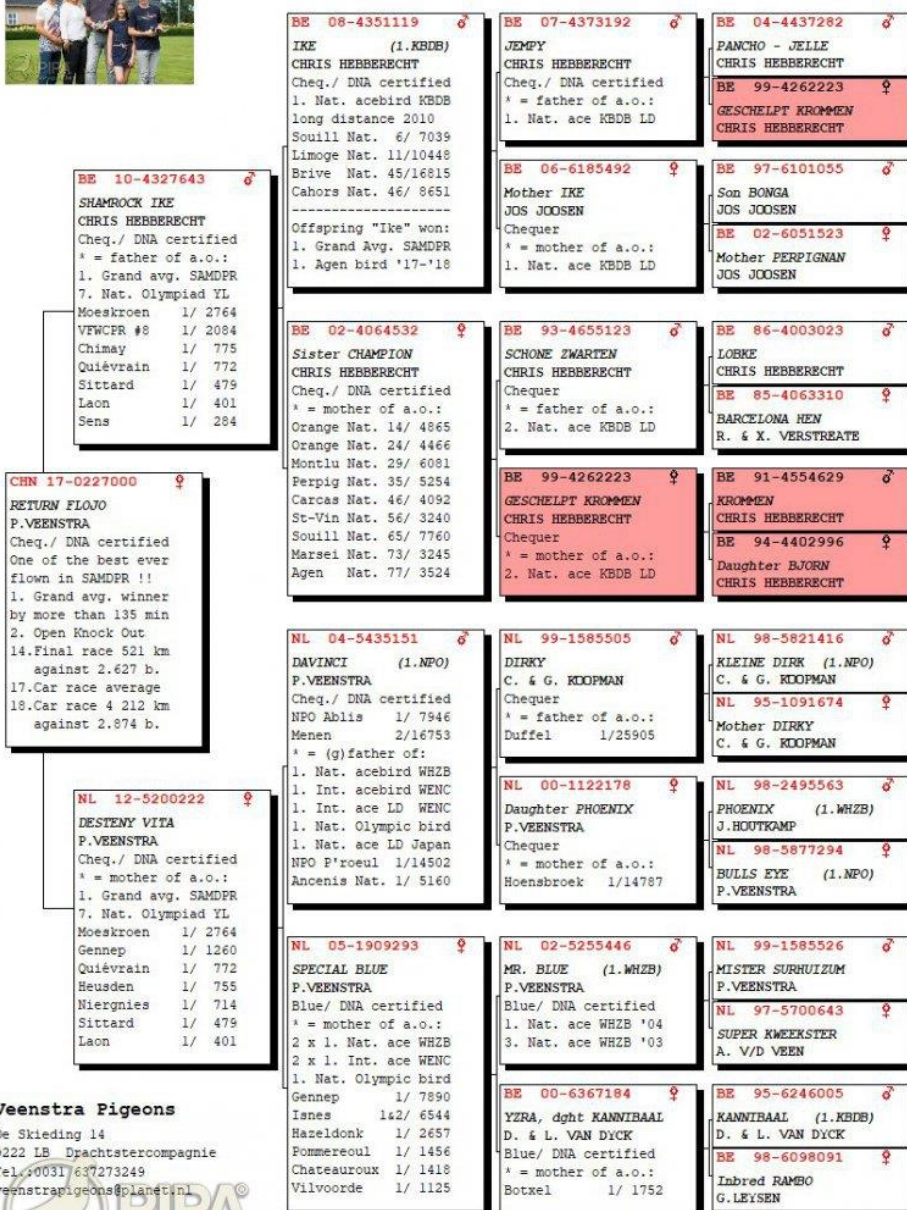 CHN 17-0227000 ♀
RETURN FLOJO
P.VEENSTRA
Cheq./ DNA certified
One of the best ever
flown in SAMDPR !!
1. Grand avg. winner
by more than 135 min
2. Open Knock Out
14.Final race 521 km
against 2.627 b.
17.Car race average
18.Car race 4 212 km
against 2.874 b.
BE 10-4327643 ♂
SHAMROCK IKE
CHRIS HEBBERECHT
Cheq./ DNA certified
* = father of a.o.:
1. Grand avg. SAMDPR
7. Nat. Olympiad YL
Moeskroen 1/ 2764
VFWCPR #8 1/ 2084
Chimay 1/ 775
Quiévrain 1/ 772
Sittard 1/ 479
Laon 1/ 401
Sens 1/ 284
NL 12-5200222 ♀
DESTENY VITA
P.VEENSTRA
Cheq./ DNA certified
* = mother of a.o.:
1. Grand avg. SAMDPR
7. Nat. Olympiad YL
Moeskroen 1/ 2764
Gennep 1/ 1260
Quiévrain 1/ 772
Heusden 1/ 755
Niergnies 1/ 714
Sittard 1/ 479
Laon 1/ 401
BE 08-4351119 ♂
IKE (1.KBDB)
CHRIS HEBBERECHT
Cheq./ DNA certified
1. Nat. acebird KBDB
long distance 2010
Souill Nat. 6/ 7039
Limoge Nat. 11/10448
Brive Nat. 45/16815
Cahors Nat. 46/ 8651
--------------------
Offspring "Ike" won:
1. Grand Avg. SAMDPR
1. Agen bird '17-'18
BE 02-4064532 ♀
Sister CHAMPION
CHRIS HEBBERECHT
Cheq./ DNA certified
* = mother of a.o.:
Orange Nat. 14/ 4865
Orange Nat. 24/ 4466
Montlu Nat. 29/ 6081
Perpig Nat. 35/ 5254
Carcas Nat. 46/ 4092
St-Vin Nat. 56/ 3240
Souill Nat. 65/ 7760
Marsei Nat. 73/ 3245
Agen Nat. 77/ 3524
NL 04-5435151 ♂
DAVINCI (1.NPO)
P.VEENSTRA
Cheq./ DNA certified
NPO Ablis 1/ 7946
Menen 2/16753
* = (g)father of:
1. Nat. acebird WHZB
1. Int. acebird WENC
1. Int. ace LD WENC
1. Nat. Olympic bird
1. Nat. ace LD Japan
NPO P'roeul 1/14502
Ancenis Nat. 1/ 5160
NL 05-1909293 ♀
SPECIAL BLUE
P.VEENSTRA
Blue/ DNA certified
* = mother of a.o.:
2 x 1. Nat. ace WHZB
2 x 1. Int. ace WENC
1. Nat. Olympic bird
Gennep 1/ 7890
Isnes 1&2/ 6544
Hazeldonk 1/ 2657
Pommereoul 1/ 1456
Chateauroux 1/ 1418
Vilvoorde 1/ 1125
BE 07-4373192 ♂
JEMPY
CHRIS HEBBERECHT
Cheq./ DNA certified
* = father of a.o.:
1. Nat. ace KBDB LD
BE 06-6185492 ♀
Mother IKE
JOS JOOSEN
Chequer
* = mother of a.o.:
1. Nat. ace KBDB LD
BE 93-4655123 ♂
SCHONE ZWARTEN
CHRIS HEBBERECHT
Chequer
* = father of a.o.:
2. Nat. ace KBDB LD
BE 99-4262223 ♀
GESCHELPT KROMMEN
CHRIS HEBBERECHT
Chequer
* = mother of a.o.:
2. Nat. ace KBDB LD
NL 99-1585505 ♂
DIRKY
C. & G. KOOPMAN
Chequer
* = father of a.o.:
Duffel 1/25905
NL 00-1122178 ♀
Daughter PHOENIX
P.VEENSTRA
Chequer
* = mother of a.o.:
Hoensbroek 1/14787
NL 02-5255446 ♂
MR. BLUE (1.WHZB)
P.VEENSTRA
Blue/ DNA certified
1. Nat. ace WHZB '04
3. Nat. ace WHZB '03
BE 00-6367184 ♀
YZRA, dght KANNIBAAL
D. & L. VAN DYCK
Blue/ DNA certified
* = mother of a.o.:
Botxel 1/ 1752
BE 04-4437282 ♂
PANCHO - JELLE
CHRIS HEBBERECHT
BE 99-4262223 ♀
GESCHELPT KROMMEN
CHRIS HEBBERECHT
BE 97-6101055 ♂
Son BONGA
JOS JOOSEN
BE 02-6051523 ♀
Mother PERPIGNAN
JOS JOOSEN
BE 86-4003023 ♂
LOBKE
CHRIS HEBBERECHT
BE 85-4063310 ♀
BARCELONA HEN
R. & X. VERSTREATE
BE 91-4554629 ♂
KROMMEN
CHRIS HEBBERECHT
BE 94-4402996 ♀
Daughter BJORN
CHRIS HEBBERECHT
NL 98-5821416 ♂
KLEINE DIRK (1.NPO)
C. & G. KOOPMAN
NL 95-1091674 ♀
Mother DIRKY
C. & G. KOOPMAN
NL 98-2495563 ♂
PHOENIX (1.WHZB)
J.HOUTKAMP
NL 98-5877294 ♀
BULLS EYE (1.NPO)
P.VEENSTRA
NL 99-1585526 ♂
MISTER SURHUIZUM
P.VEENSTRA
NL 97-5700643 ♀
SUPER KWEEKSTER
A. V/D VEEN
BE 95-6246005 ♂
KANNIBAAL (1.KBDB)
D. & L. VAN DYCK
BE 98-6098091 ♀
Inbred RAMBO
G.LEYSEN
Veenstra Pigeons
De Skieding 14
9222 LB Drachtstercompagnie
Tel.:0031 637273249
veenstrapigeons@planet.nl
PIPA®